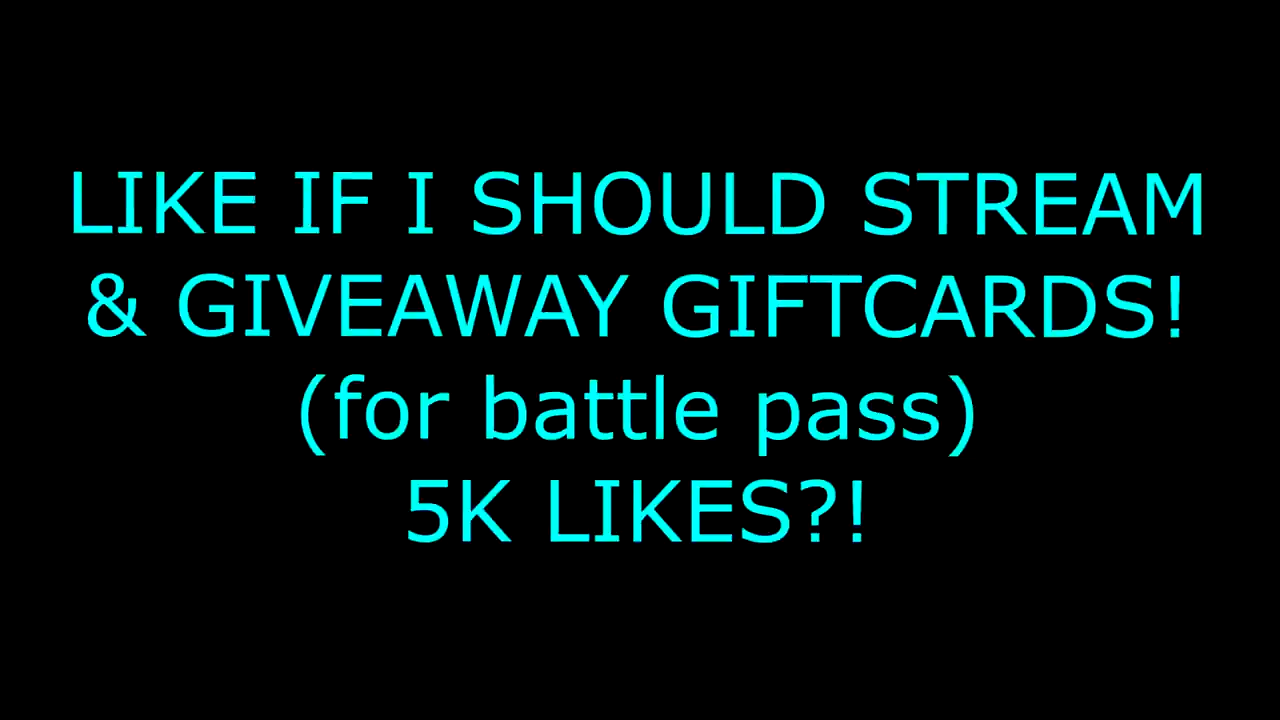 LIKE IF I SHOULD STREAM
& GIVEAWAY GIFTCARDS!
(for battle pass)
5K LIKES?!